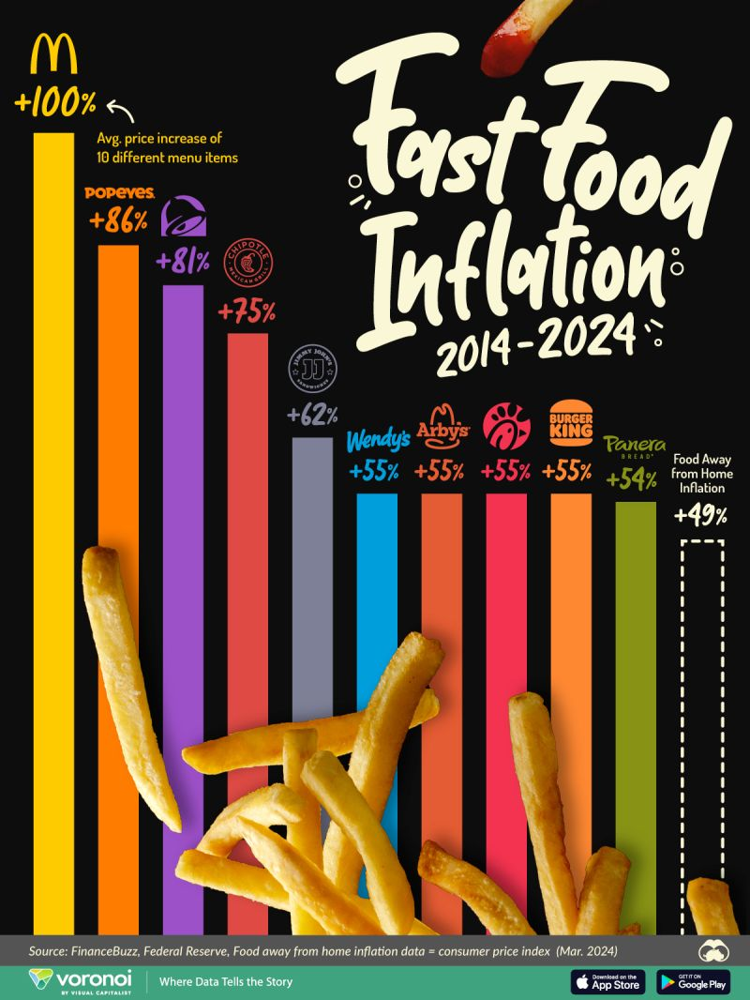 Fast Food
Inflation
2014-2024
+100%
Avg. price increase of
10 different menu items
POPEYES
+86%
+81%
CHIPOTLE
MEXICAN GRILL
+75%
JIMMY JOHN'S
JJ
SANDWICHES
+62%
Wendy's
+55%
Arby's
+55%
+55%
BURGER
KING
+55%
Panera
BREAD
+54%
Food Away
from Home
Inflation
+49%
Source: FinanceBuzz, Federal Reserve, Food away from home inflation data = consumer price index (Mar. 2024)
voronoi
BY VISUAL CAPITALIST
Where Data Tells the Story
Download on the
App Store
GET IT ON
Google Play